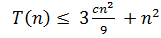 T(n) ≤ 3 cn²/9 + n²